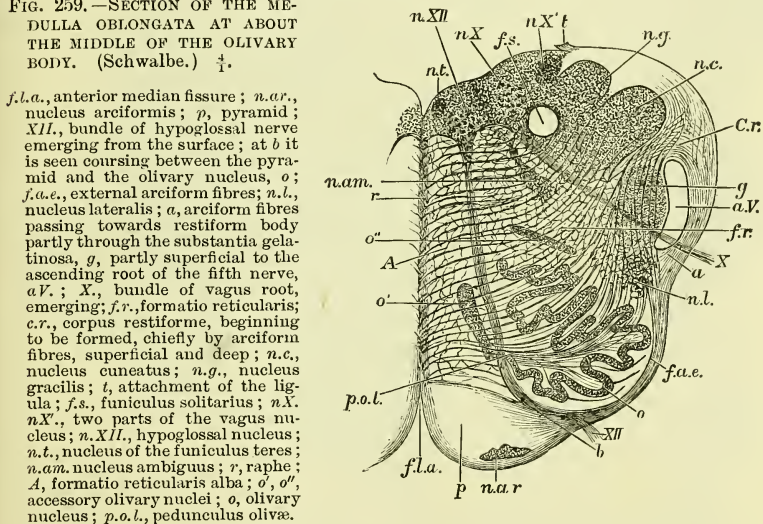 FIG. 259.—SECTION OF THE ME-
DULLA OBLONGATA AT ABOUT
THE MIDDLE OF THE OLIVARY
BODY. (Schwalbe.) 4/1.
f.l.a., anterior median fissure ; n.ar.,
nucleus arciformis ; p, pyramid ;
XII., bundle of hypoglossal nerve
emerging from the surface ; at b it
is seen coursing between the pyra-
mid and the olivary nucleus, o ;
f.a.e., external arciform fibres; n.l.,
nucleus lateralis ; a, arciform fibres
passing towards restiform body
partly through the substantia gela-
tinosa, g, partly superficial to the
ascending root of the fifth nerve,
aV. ; X., bundle of vagus root,
emerging; f.r., formatio reticularis;
c.r., corpus restiforme, beginning
to be formed, chiefly by arciform
fibres, superficial and deep ; n.c.,
nucleus cuneatus ; n.g., nucleus
gracilis ; t, attachment of the lig-
ula ; f.s., funiculus solitarius ; nX.
nX'., two parts of the vagus nu-
cleus ; n.XII., hypoglossal nucleus ;
n.t., nucleus of the funiculus teres ;
n.am. nucleus ambiguus ; r, raphe ;
A, formatio reticularis alba ; o', o'',
accessory olivary nuclei ; o, olivary
nucleus ; p.o.l., pedunculus olivæ.
n.XII
nX
f.s.
nX'
t
n.g.
n.t.
n.c.
C.r.
n.am.
r
g
a.V.
o''
f.r.
A
X
a
o'
n.l.
f.a.e.
p.o.l.
o
XII
b
f.l.a.
p
n.a r